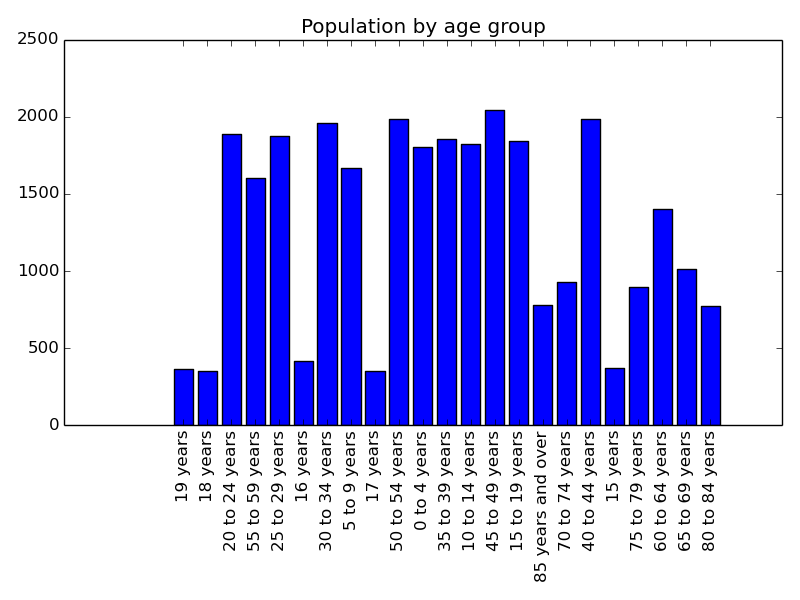 Population by age group
2500
2000
1500
1000
500
0
19 years
18 years
20 to 24 years
55 to 59 years
25 to 29 years
16 years
30 to 34 years
5 to 9 years
17 years
50 to 54 years
0 to 4 years
35 to 39 years
10 to 14 years
45 to 49 years
15 to 19 years
85 years and over
70 to 74 years
40 to 44 years
15 years
75 to 79 years
60 to 64 years
65 to 69 years
80 to 84 years